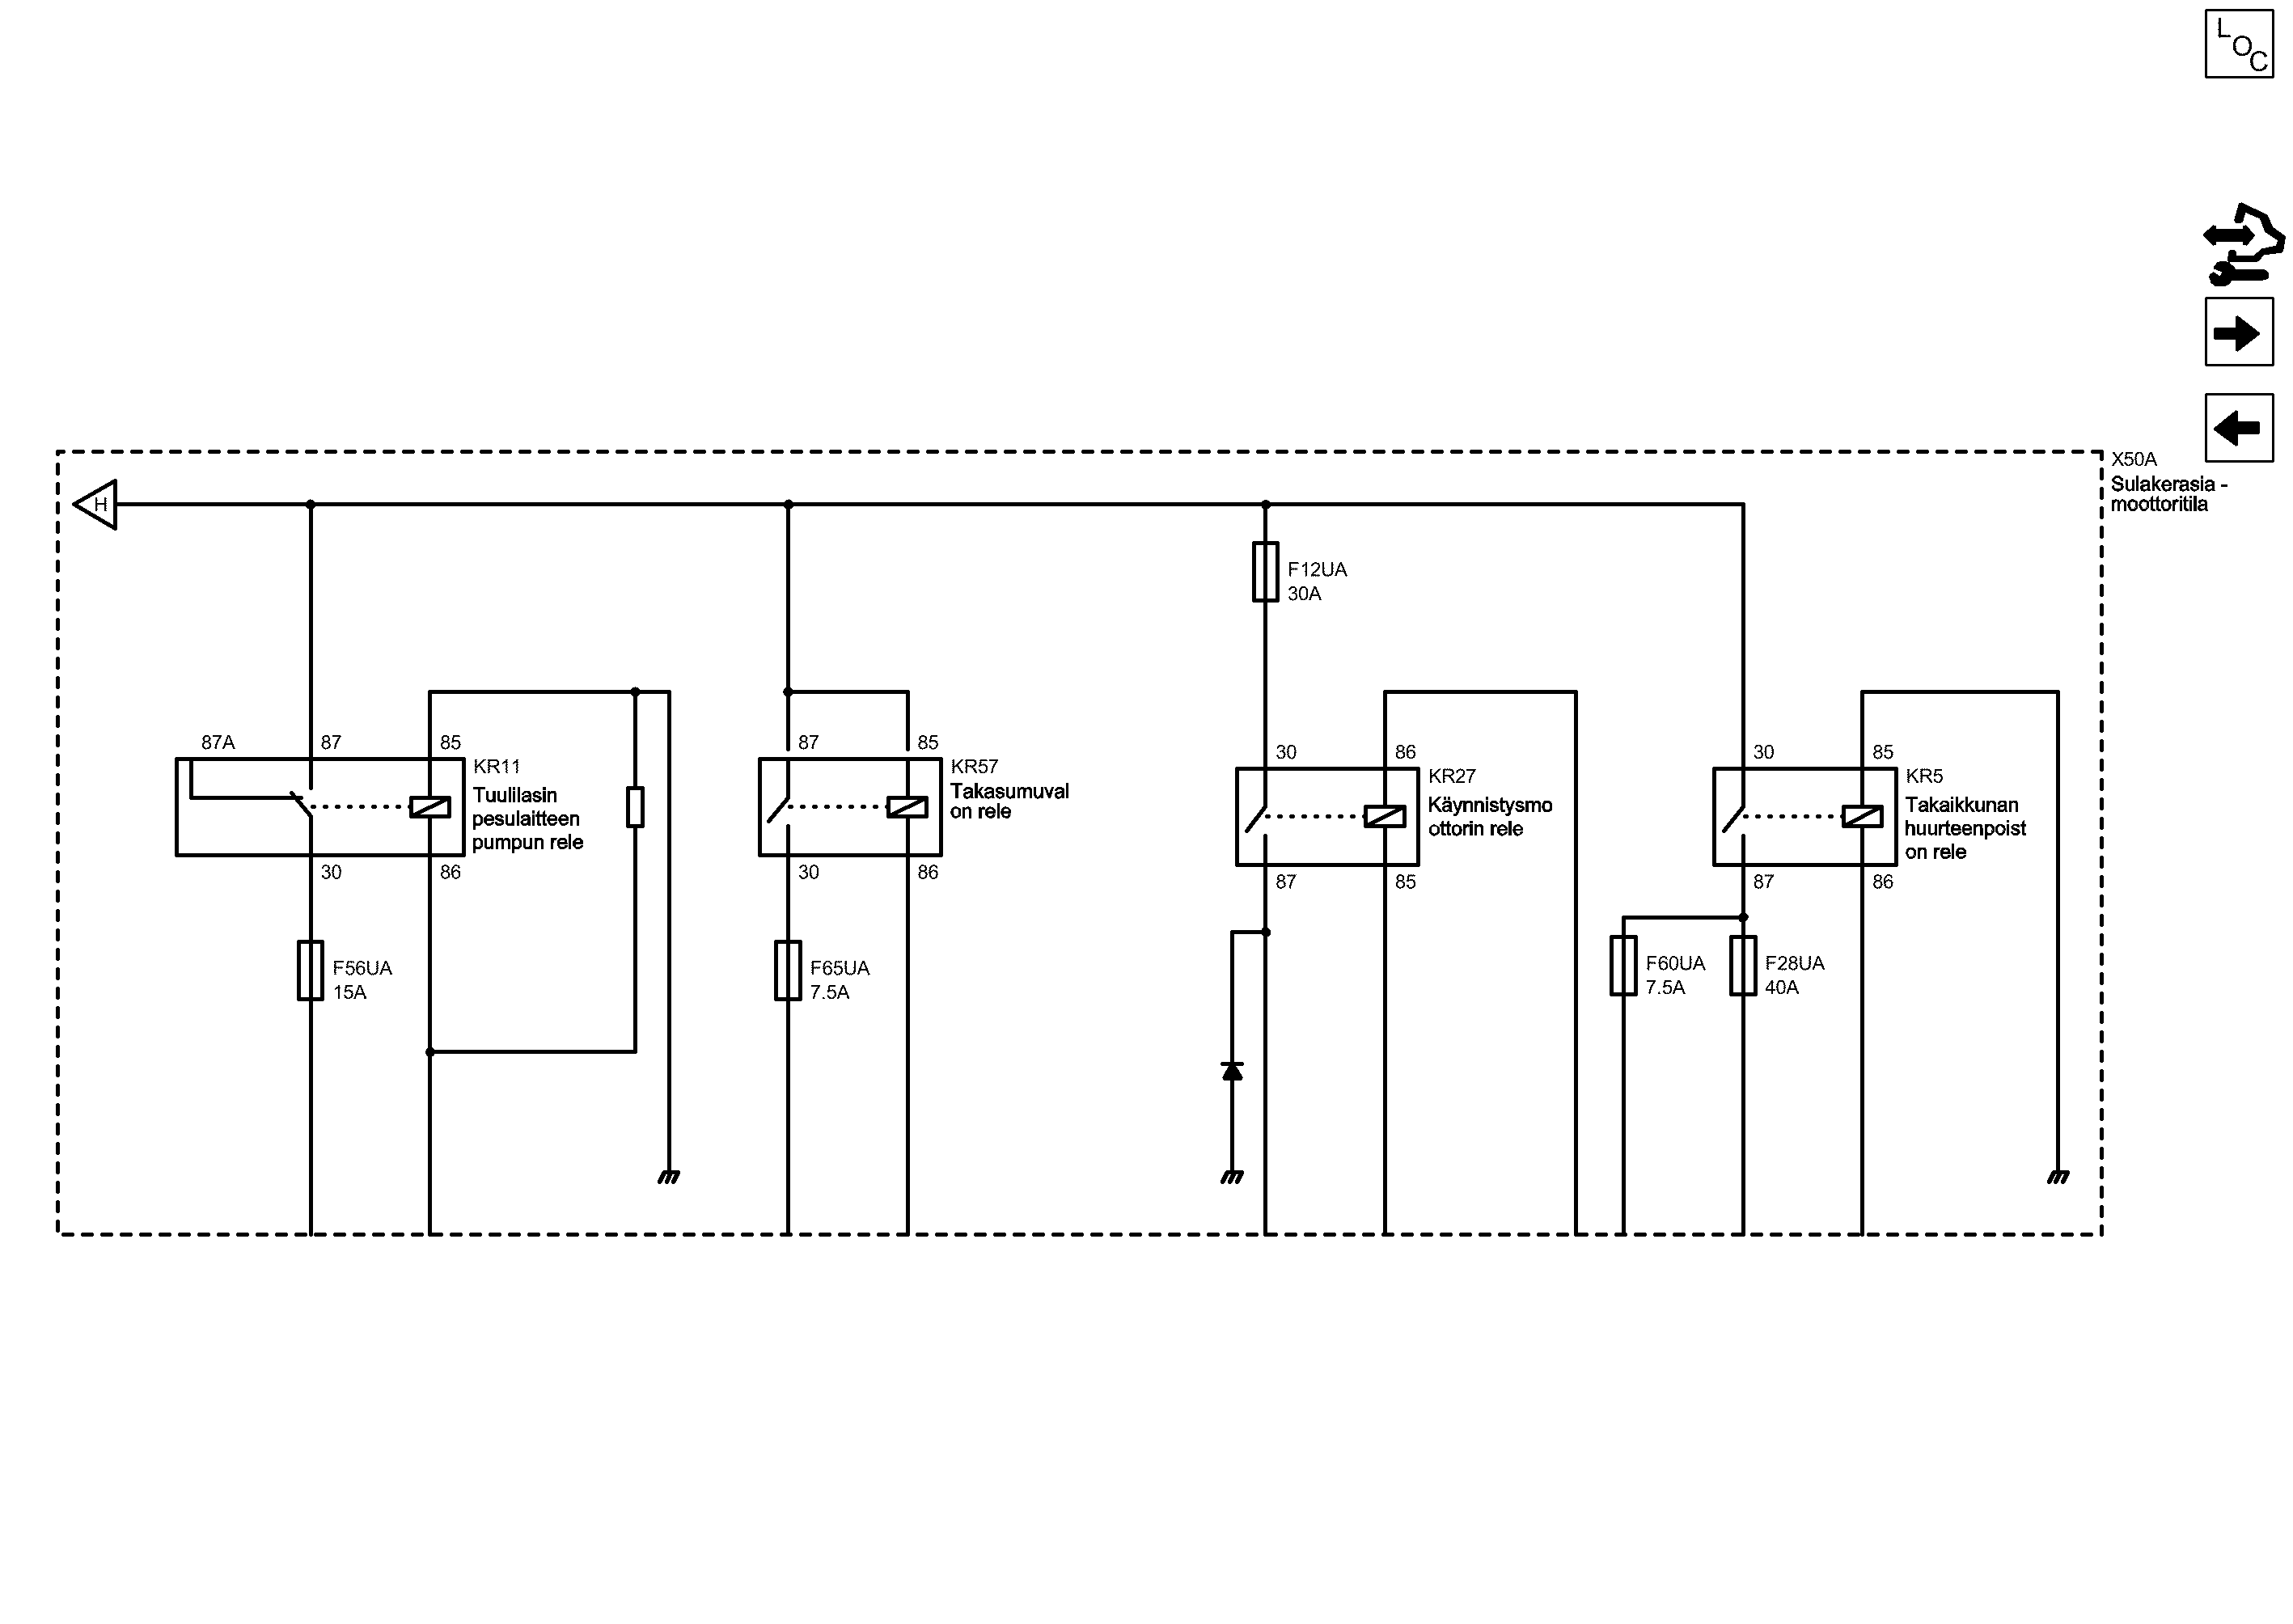 LOC
X50A
Sulakerasia -
moottoritila
H
F12UA
30A
87A
87
85
KR11
Tuulilasin
pesulaitteen
pumpun rele
30
86
F56UA
15A
87
85
KR57
Takasumuval
on rele
30
86
F65UA
7.5A
30
86
KR27
Käynnistysmo
ottorin rele
87
85
30
85
KR5
Takaikkunan
huurteenpoist
on rele
87
86
F60UA
7.5A
F28UA
40A